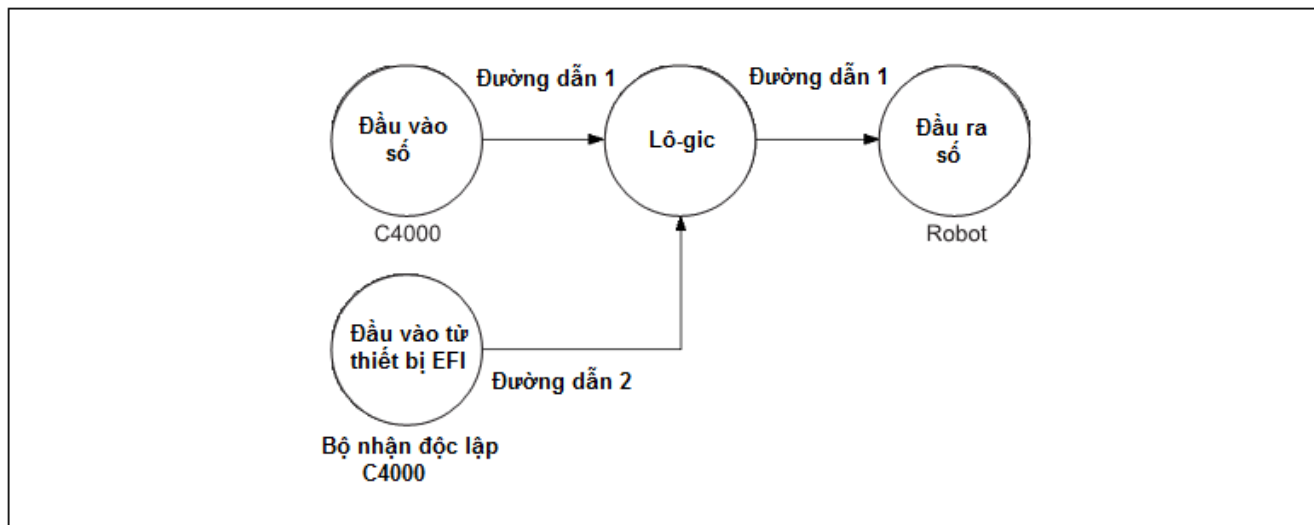 Đường dẫn 1
Đường dẫn 1
Đầu vào
số
Lô-gic
Đầu ra
số
C4000
Robot
Đầu vào từ
thiết bị EFI
Đường dẫn 2
Bộ nhận độc lập
C4000